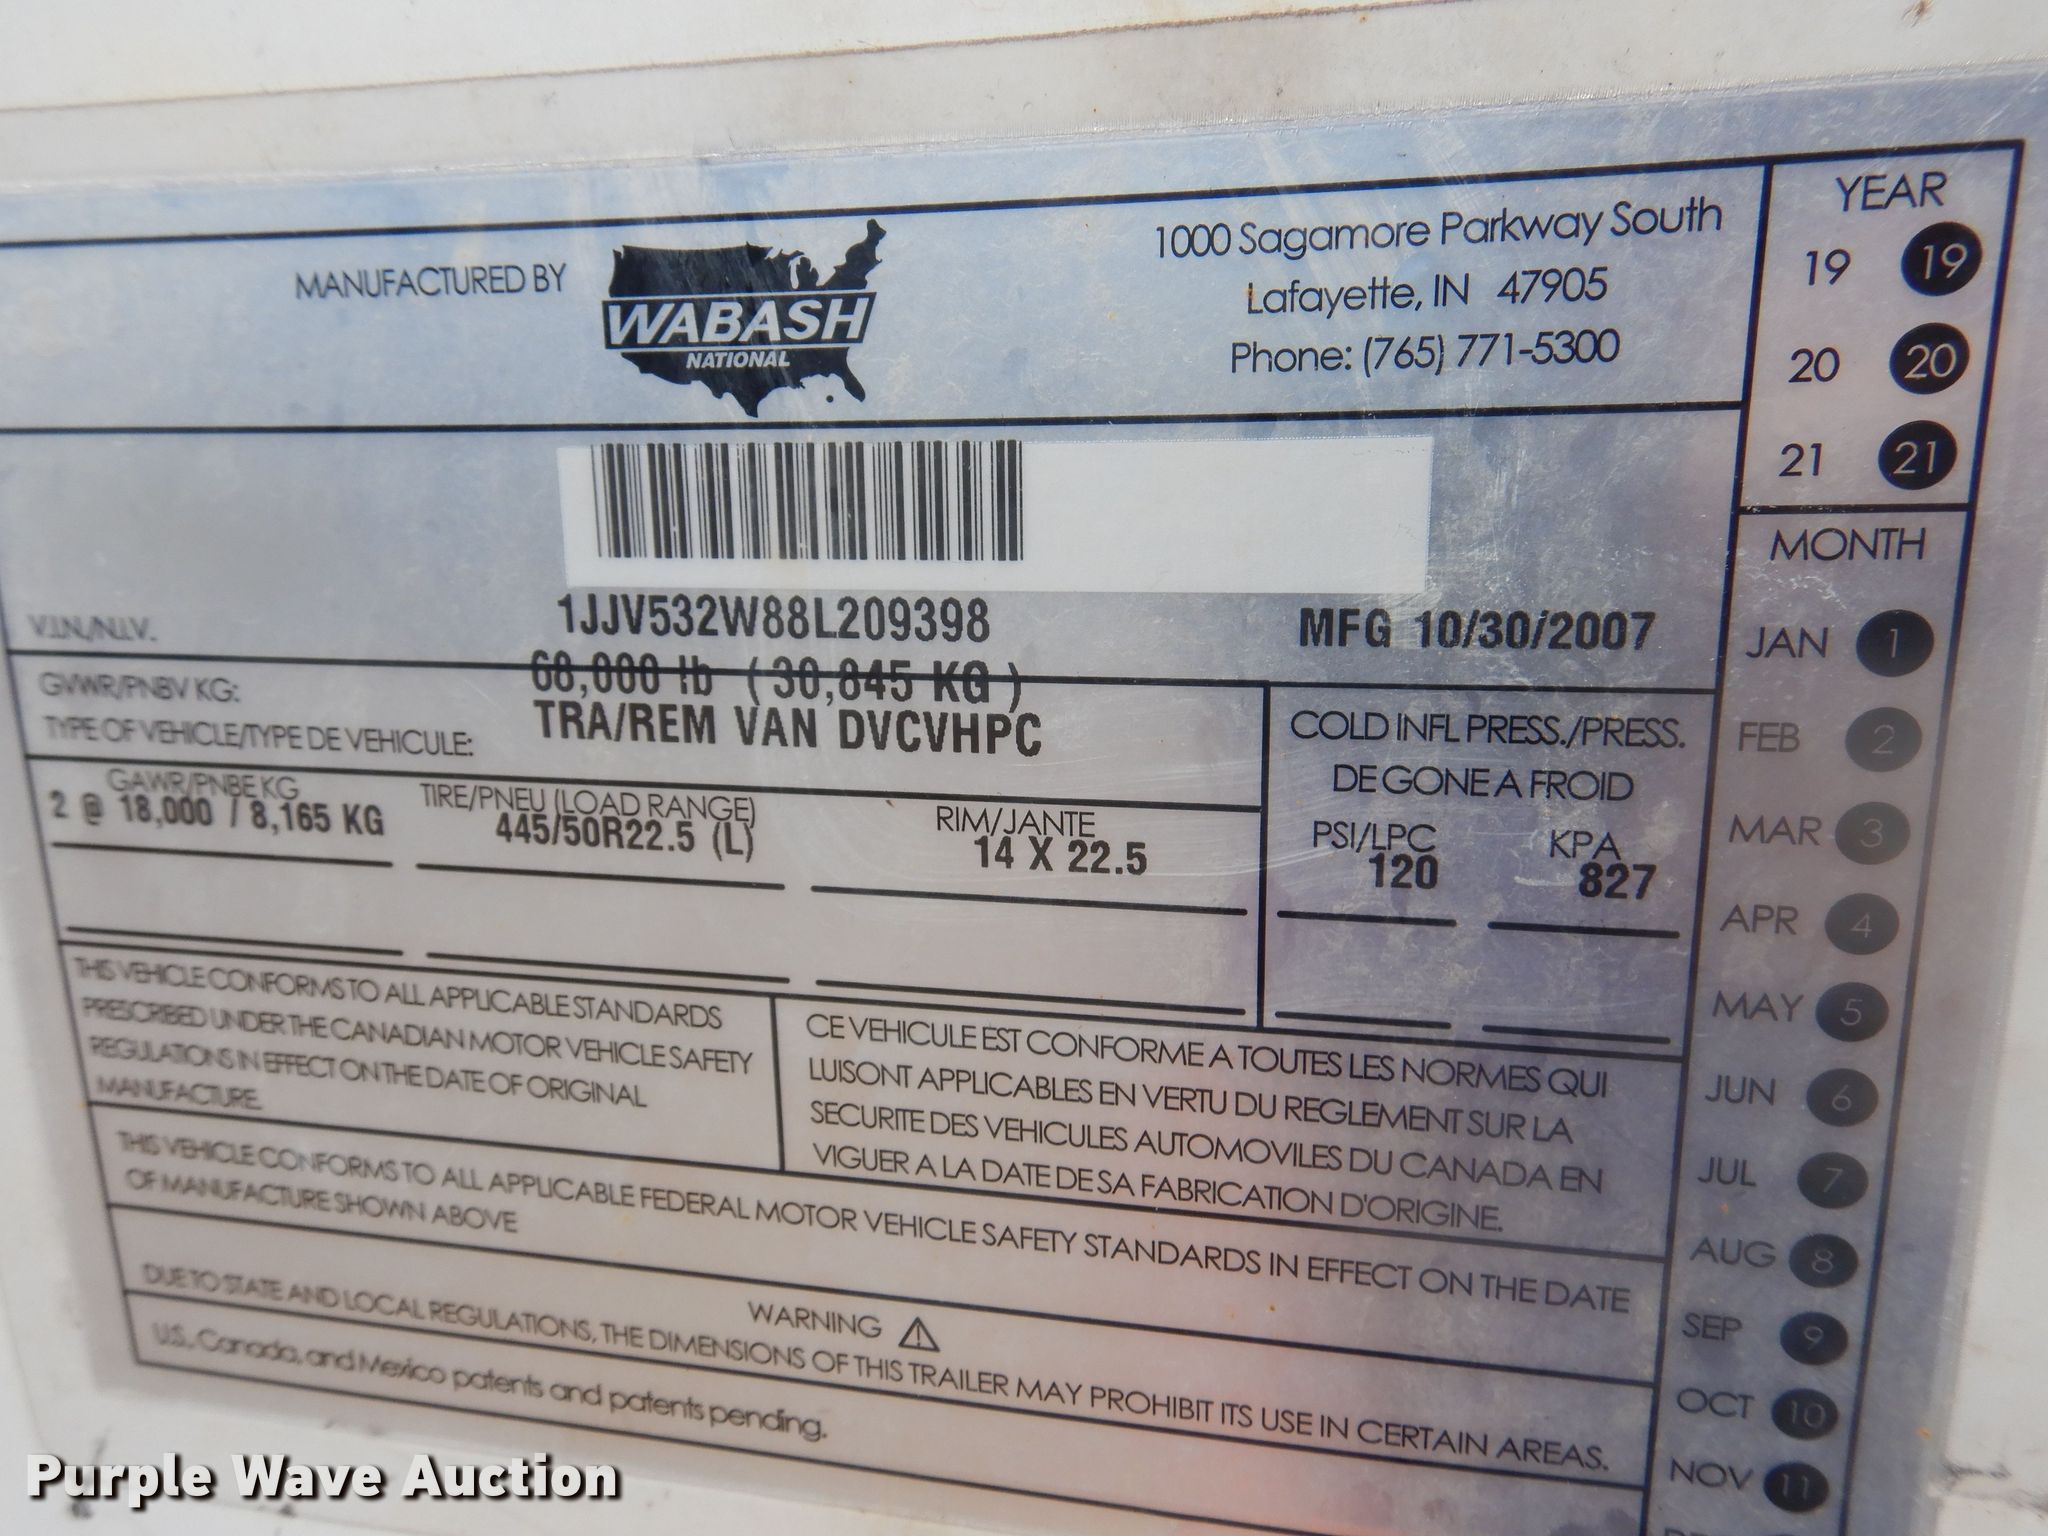 MANUFACTURED BY
WABASH
NATIONAL
1000 Sagamore Parkway South
Lafayette, IN 47905
Phone: (765) 771-5300
V.I.N./N.I.V.
1JJV532W88L209398
MFG 10/30/2007
GVWR/PNBV KG:
68,000 lb ( 30,845 KG )
TYPE OF VEHICLE/TYPE DE VEHICULE:
TRA/REM VAN DVCVHPC
GAWR/PNBE KG
2 @ 18,000 / 8,165 KG
TIRE/PNEU (LOAD RANGE)
445/50R22.5 (L)
RIM/JANTE
14 X 22.5
COLD INFL PRESS./PRESS.
DE GONE A FROID
PSI/LPC KPA
120 827
THIS VEHICLE CONFORMS TO ALL APPLICABLE STANDARDS
PRESCRIBED UNDER THE CANADIAN MOTOR VEHICLE SAFETY
REGULATIONS IN EFFECT ON THE DATE OF ORIGINAL
MANUFACTURE.
CE VEHICULE EST CONFORME A TOUTES LES NORMES QUI
LUISONT APPLICABLES EN VERTU DU REGLEMENT SUR LA
SECURITE DES VEHICULES AUTOMOVILES DU CANADA EN
VIGUER A LA DATE DE SA FABRICATION D'ORIGINE.
THIS VEHICLE CONFORMS TO ALL APPLICABLE FEDERAL MOTOR VEHICLE SAFETY STANDARDS IN EFFECT ON THE DATE
OF MANUFACTURE SHOWN ABOVE
WARNING
DUE TO STATE AND LOCAL REGULATIONS, THE DIMENSIONS OF THIS TRAILER MAY PROHIBIT ITS USE IN CERTAIN AREAS.
U.S., Canada, and Mexico patents and patents pending.
YEAR
19 19
20 20
21 21
MONTH
JAN 1
FEB 2
MAR 3
APR 4
MAY 5
JUN 6
JUL 7
AUG 8
SEP 9
OCT 10
NOV 11
Purple Wave Auction